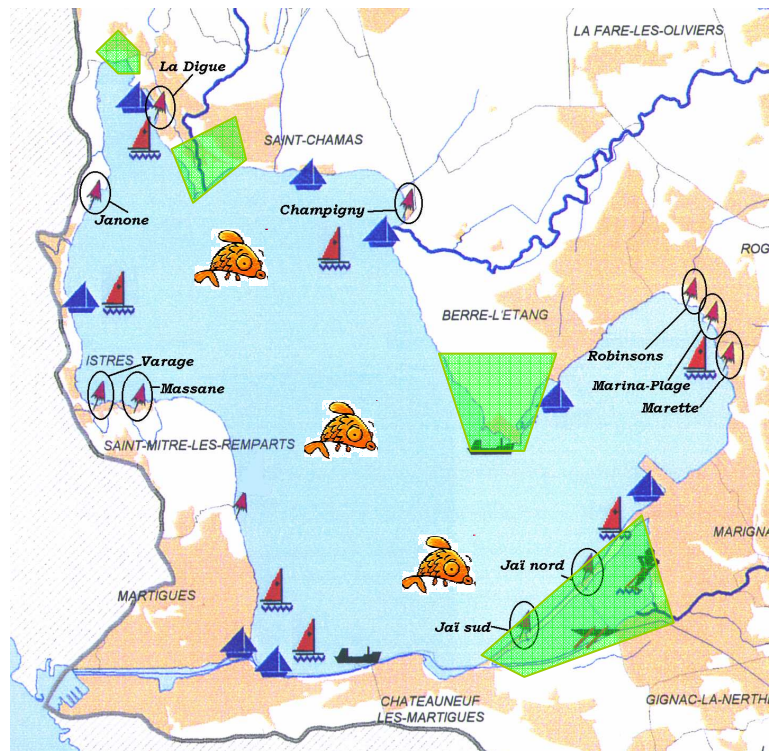 LA FARE-LES-OLIVIERS
La Digue
SAINT-CHAMAS
Janone
Champigny
ROG
BERRE-L'ETANG
Robinsons
ISTRES
Varage
Marina-Plage
Massane
Marette
SAINT-MITRE-LES-REMPARTS
MARIGNA
Jaï nord
MARTIGUES
Jaï sud
CHATEAUNEUF
LES-MARTIGUES
GIGNAC-LA-NERTHE